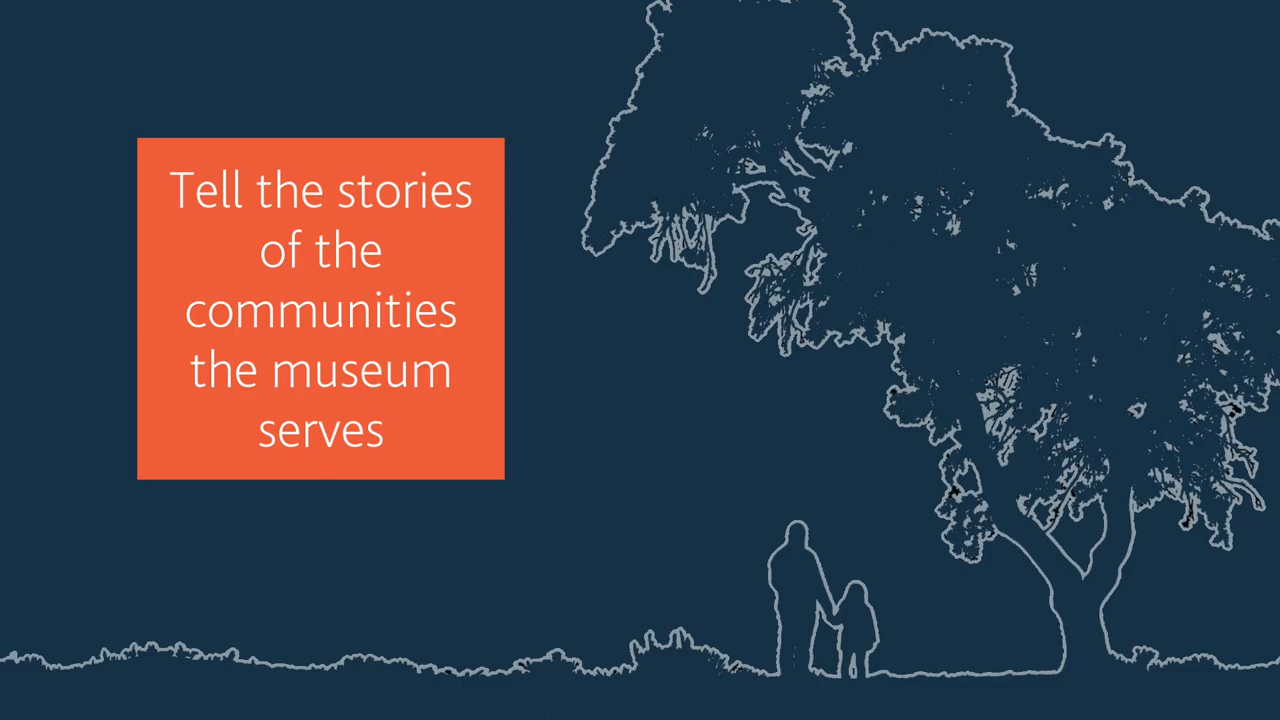 Tell the stories
of the
communities
the museum
serves